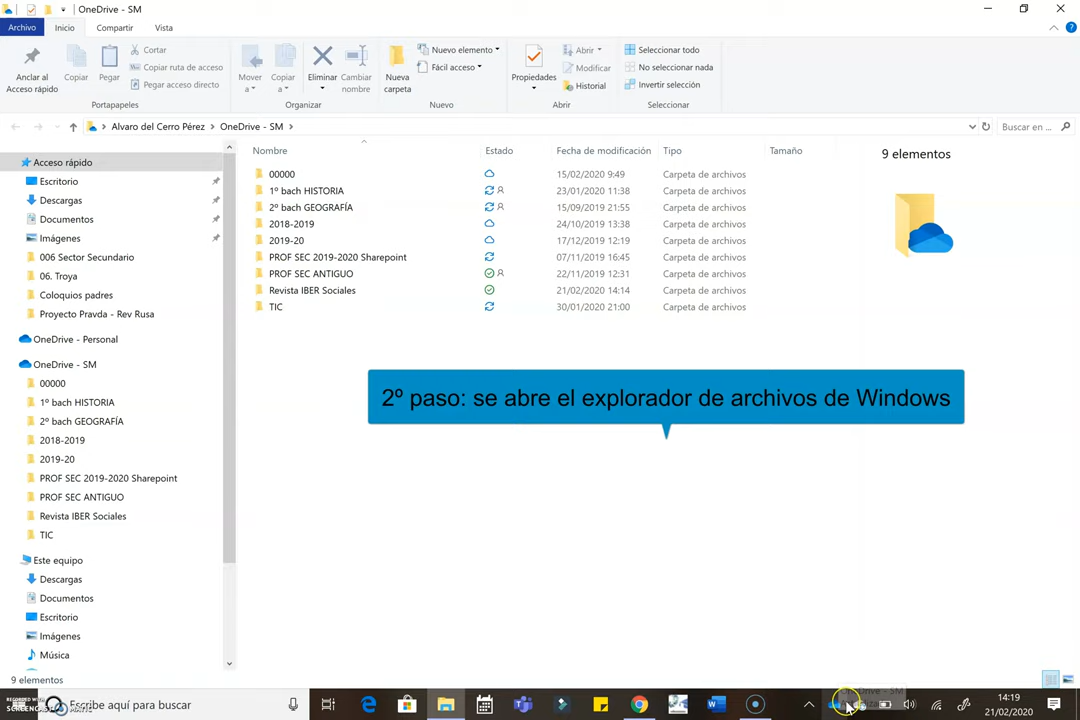 OneDrive - SM
Archivo Inicio Compartir Vista
Anclar al Acceso rápido
Copiar
Pegar
Cortar
Copiar ruta de acceso
Pegar acceso directo
Portapapeles
Mover a
Copiar a
Eliminar
Cambiar nombre
Organizar
Nueva carpeta
Nuevo elemento
Fácil acceso
Nuevo
Propiedades
Abrir
Modificar
Historial
Abrir
Seleccionar todo
No seleccionar nada
Invertir selección
Seleccionar
Alvaro del Cerro Pérez > OneDrive - SM >
Buscar en ...
Acceso rápido
Escritorio
Descargas
Documentos
Imágenes
006 Sector Secundario
06. Troya
Coloquios padres
Proyecto Pravda - Rev Rusa
OneDrive - Personal
OneDrive - SM
00000
1º bach HISTORIA
2º bach GEOGRAFÍA
2018-2019
2019-20
PROF SEC 2019-2020 Sharepoint
PROF SEC ANTIGUO
Revista IBER Sociales
TIC
Este equipo
Descargas
Documentos
Escritorio
Imágenes
Música
Nombre Estado Fecha de modificación Tipo Tamaño
00000 15/02/2020 9:49 Carpeta de archivos
1º bach HISTORIA 23/01/2020 11:38 Carpeta de archivos
2º bach GEOGRAFÍA 15/09/2019 21:55 Carpeta de archivos
2018-2019 24/10/2019 13:38 Carpeta de archivos
2019-20 17/12/2019 12:19 Carpeta de archivos
PROF SEC 2019-2020 Sharepoint 07/11/2019 16:45 Carpeta de archivos
PROF SEC ANTIGUO 22/11/2019 12:31 Carpeta de archivos
Revista IBER Sociales 21/02/2020 14:14 Carpeta de archivos
TIC 30/01/2020 21:00 Carpeta de archivos
9 elementos
2º paso: se abre el explorador de archivos de Windows
9 elementos
RECORDED WITH
Escribe aquí para buscar
OneDrive - SM
14:19
21/02/2020